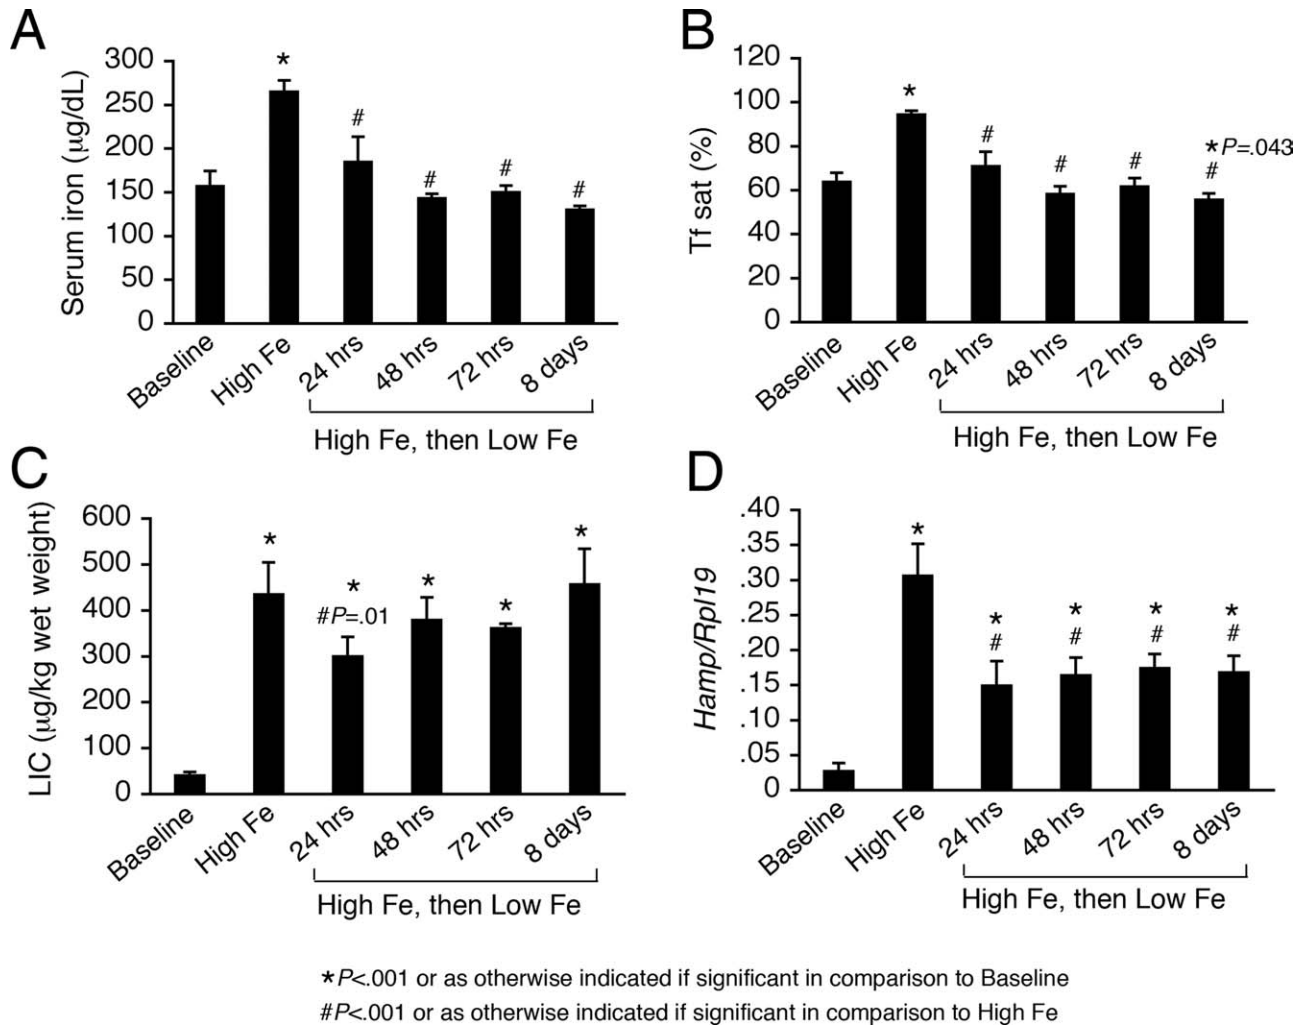 A
Serum iron (µg/dL)
300
250
200
150
100
50
0
*
#
#
#
#
Baseline
High Fe
24 hrs
48 hrs
72 hrs
8 days
High Fe, then Low Fe
B
Tf sat (%)
120
100
80
60
40
20
0
*
#
#
#
*P=.043
#
Baseline
High Fe
24 hrs
48 hrs
72 hrs
8 days
High Fe, then Low Fe
C
LIC (µg/kg wet weight)
600
500
400
300
200
100
0
*
*
#P=.01
*
*
*
Baseline
High Fe
24 hrs
48 hrs
72 hrs
8 days
High Fe, then Low Fe
D
Hamp/Rpl19
.40
.35
.30
.25
.20
.15
.10
.05
0
*
*
#
*
#
*
#
*
#
Baseline
High Fe
24 hrs
48 hrs
72 hrs
8 days
High Fe, then Low Fe
*P<.001 or as otherwise indicated if significant in comparison to Baseline
#P<.001 or as otherwise indicated if significant in comparison to High Fe